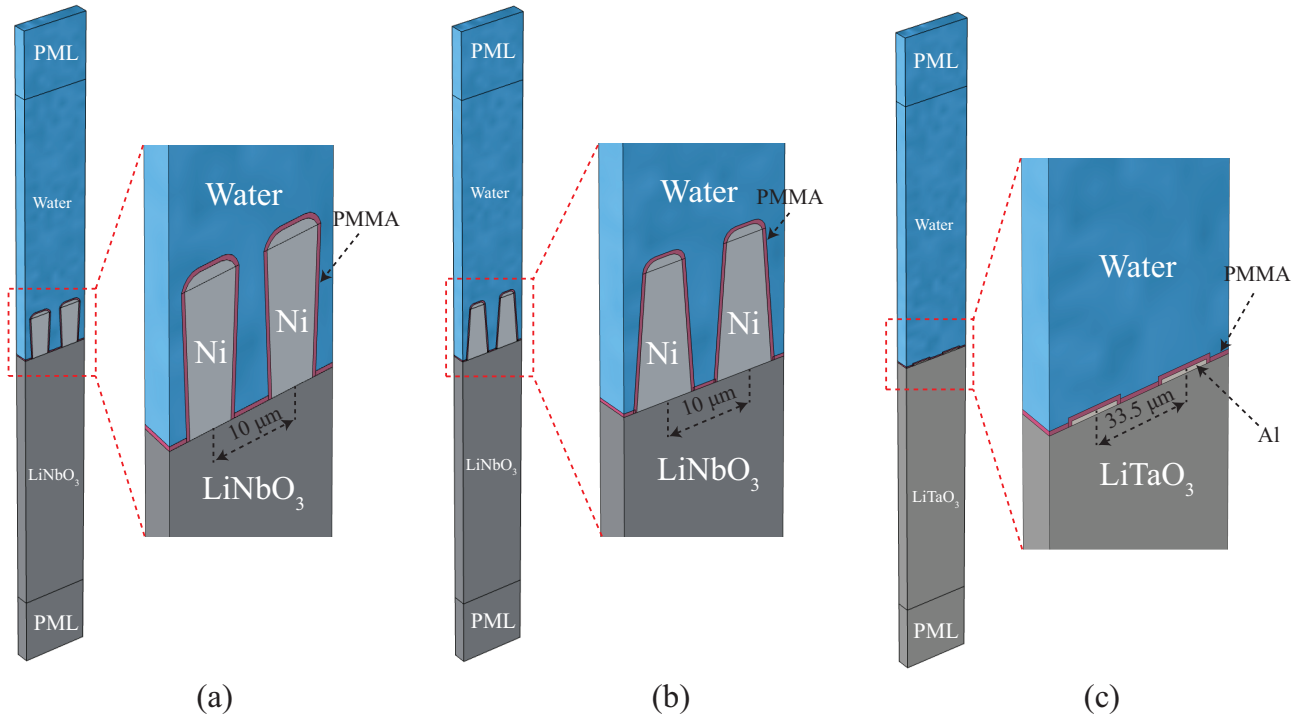 PML
Water
LiNbO3
PML
Water
PMMA
Ni
Ni
10 µm
LiNbO3
(a)
PML
Water
LiNbO3
PML
Water
PMMA
Ni
Ni
10 µm
LiNbO3
(b)
PML
Water
LiTaO3
PML
Water
PMMA
33.5 µm
Al
LiTaO3
(c)